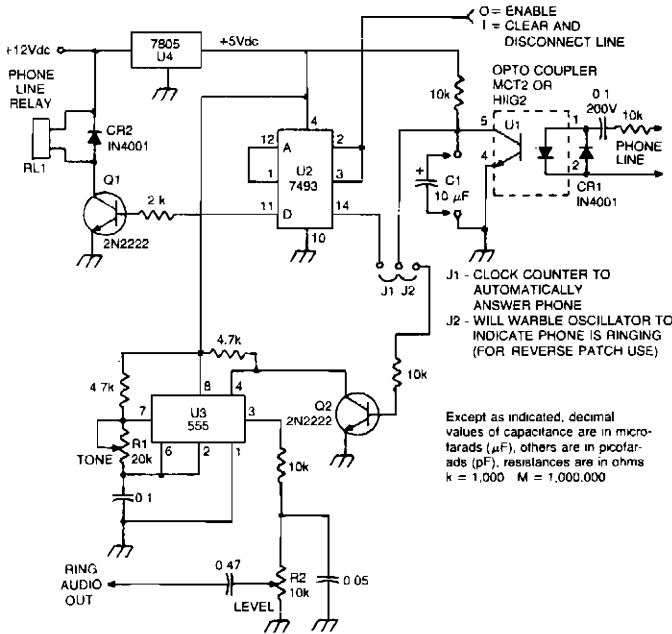 O = ENABLE
I = CLEAR AND
DISCONNECT LINE
+12Vdc
7805
U4
+5Vdc
PHONE
LINE
RELAY
RL1
CR2
IN4001
10k
OPTO COUPLER
MCT2 OR
HIIG2
0 1
200V
10k
U1
5
4
1
2
PHONE
LINE
CR1
IN4001
4
12
A
2
U2
7493
1
3
11
D
14
10
C1
+
10 µF
Q1
2N2222
2 k
J1
J2
J1 - CLOCK COUNTER TO
AUTOMATICALLY
ANSWER PHONE
J2 - WILL WARBLE OSCILLATOR TO
INDICATE PHONE IS RINGING
(FOR REVERSE PATCH USE)
4.7k
4.7k
8
4
7
U3
555
3
6
2
1
R1
20k
TONE
0 1
Q2
2N2222
10k
10k
Except as indicated, decimal
values of capacitance are in micro-
farads (µF), others are in picofar-
ads (pF), resistances are in ohms
k = 1,000 M = 1,000,000
RING
AUDIO
OUT
0 47
LEVEL
R2
10k
0 05